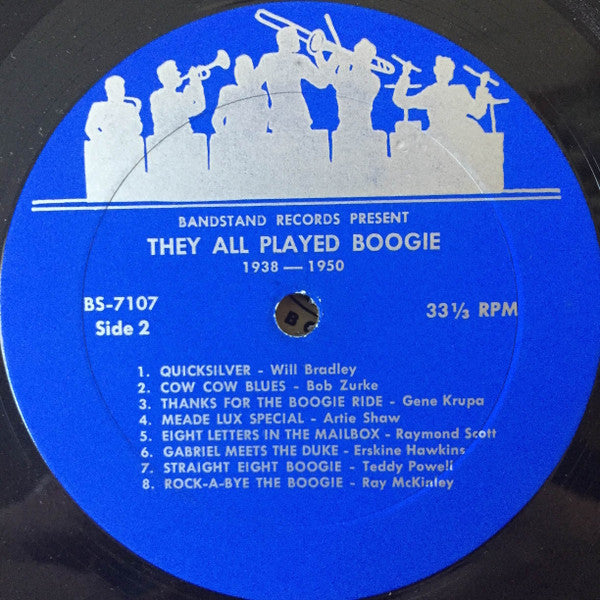 BANDSTAND RECORDS PRESENT
THEY ALL PLAYED BOOGIE
1938 — 1950
BS-7107
Side 2
33⅓ RPM
1. QUICKSILVER - Will Bradley
2. COW COW BLUES - Bob Zurke
3. THANKS FOR THE BOOGIE RIDE - Gene Krupa
4. MEADE LUX SPECIAL - Artie Shaw
5. EIGHT LETTERS IN THE MAILBOX - Raymond Scott
6. GABRIEL MEETS THE DUKE - Erskine Hawkins
7. STRAIGHT EIGHT BOOGIE - Teddy Powell
8. ROCK-A-BYE THE BOOGIE - Ray McKinley